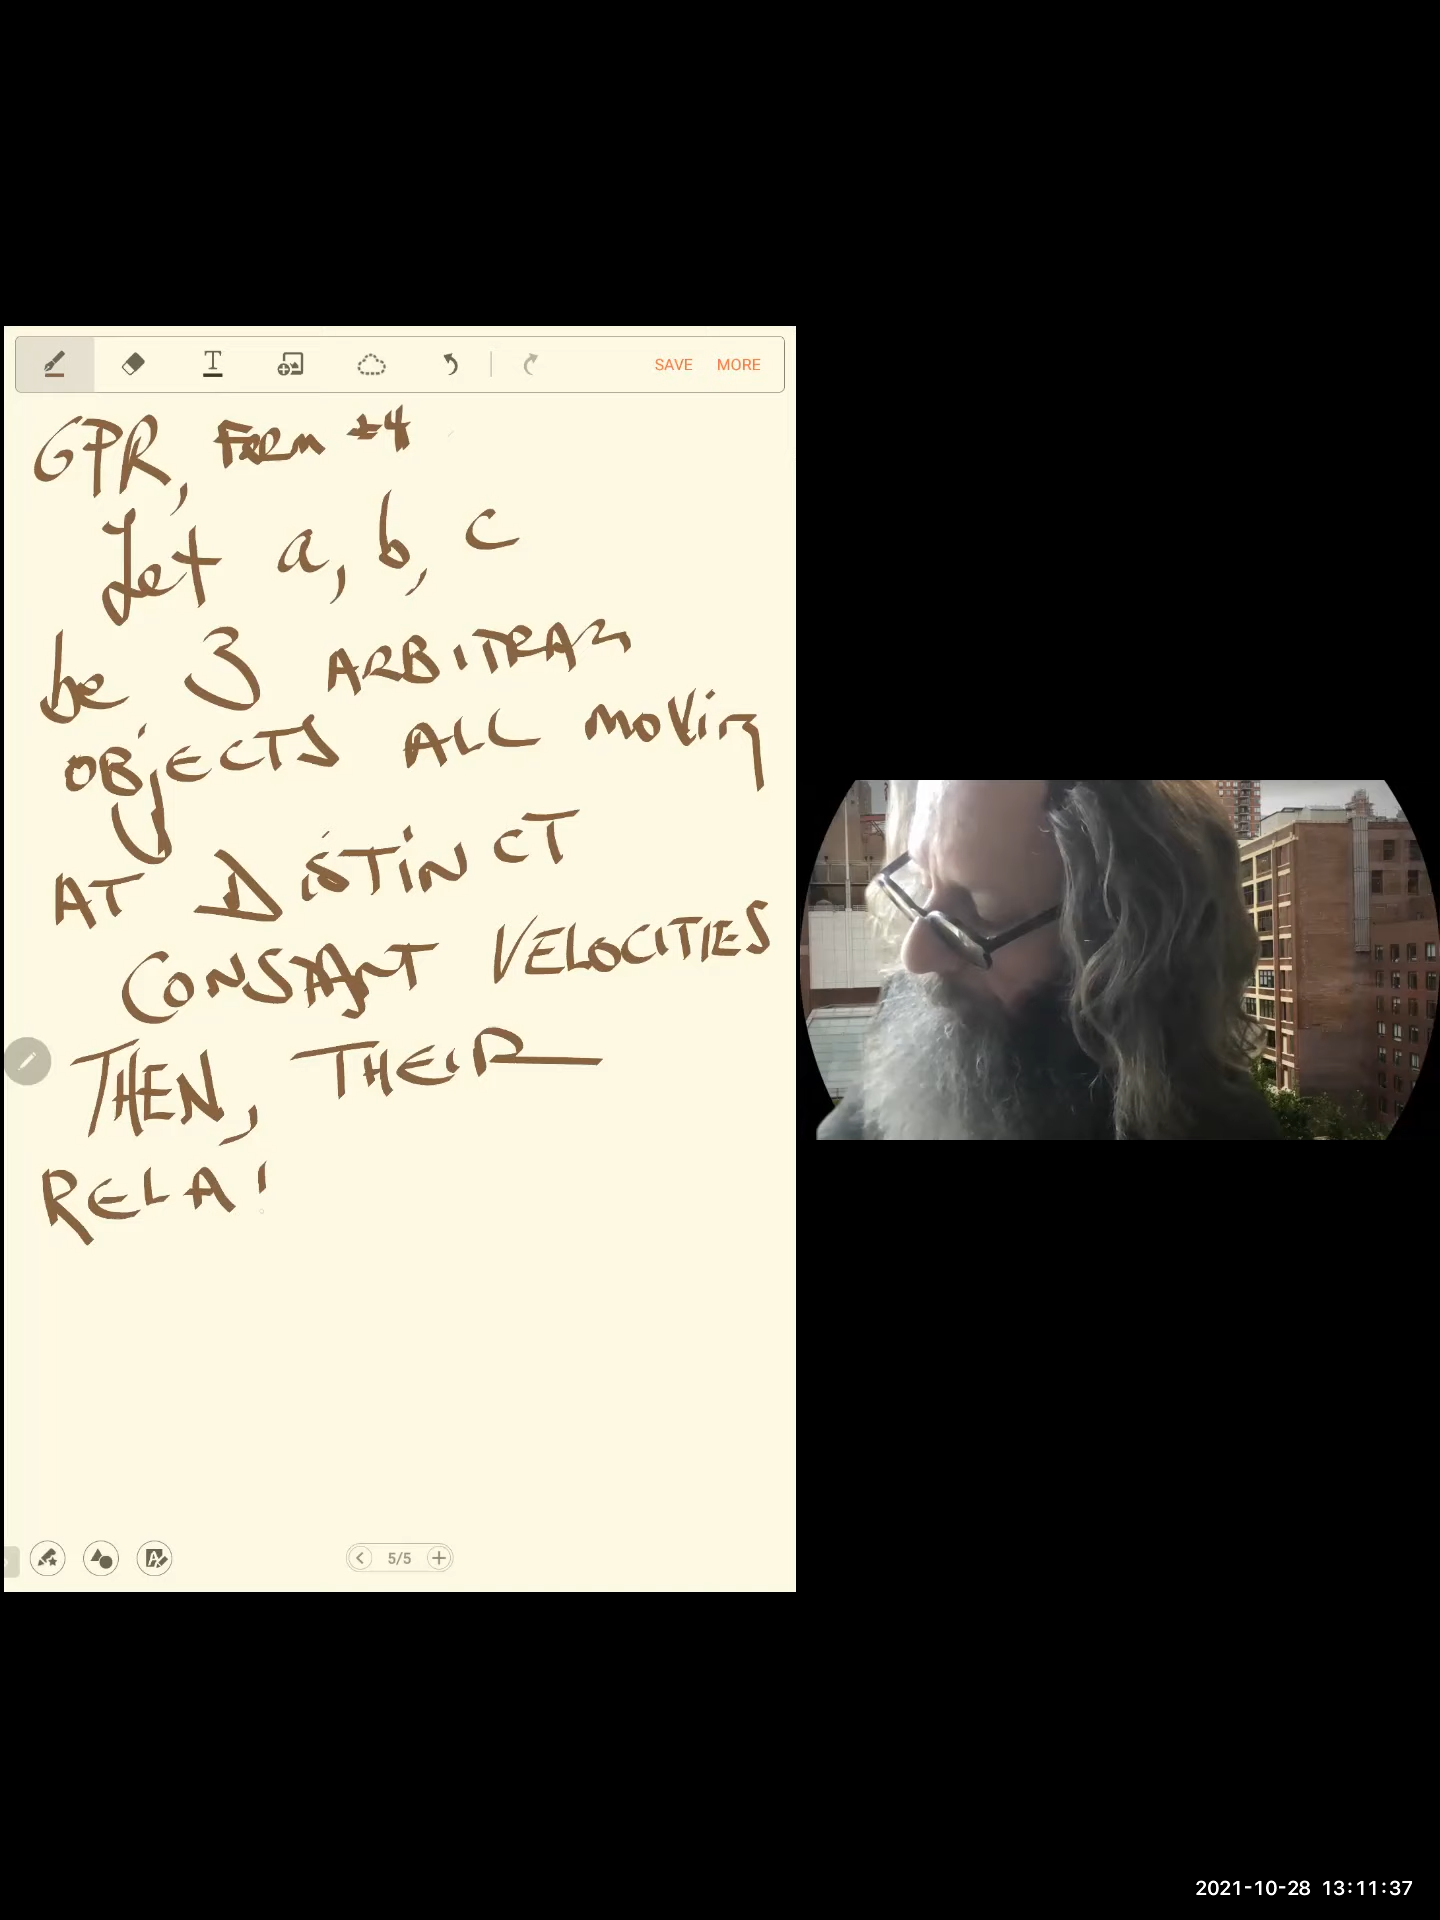 T
SAVE MORE
GPR, Form #4
Let a, b, c
be 3 ARBITRARY
OBJECTS ALL MOVING
AT DISTINCT
CONSTANT VELOCITIES
THEN, THEIR
RELA
A
5/5
2021-10-28 13:11:37